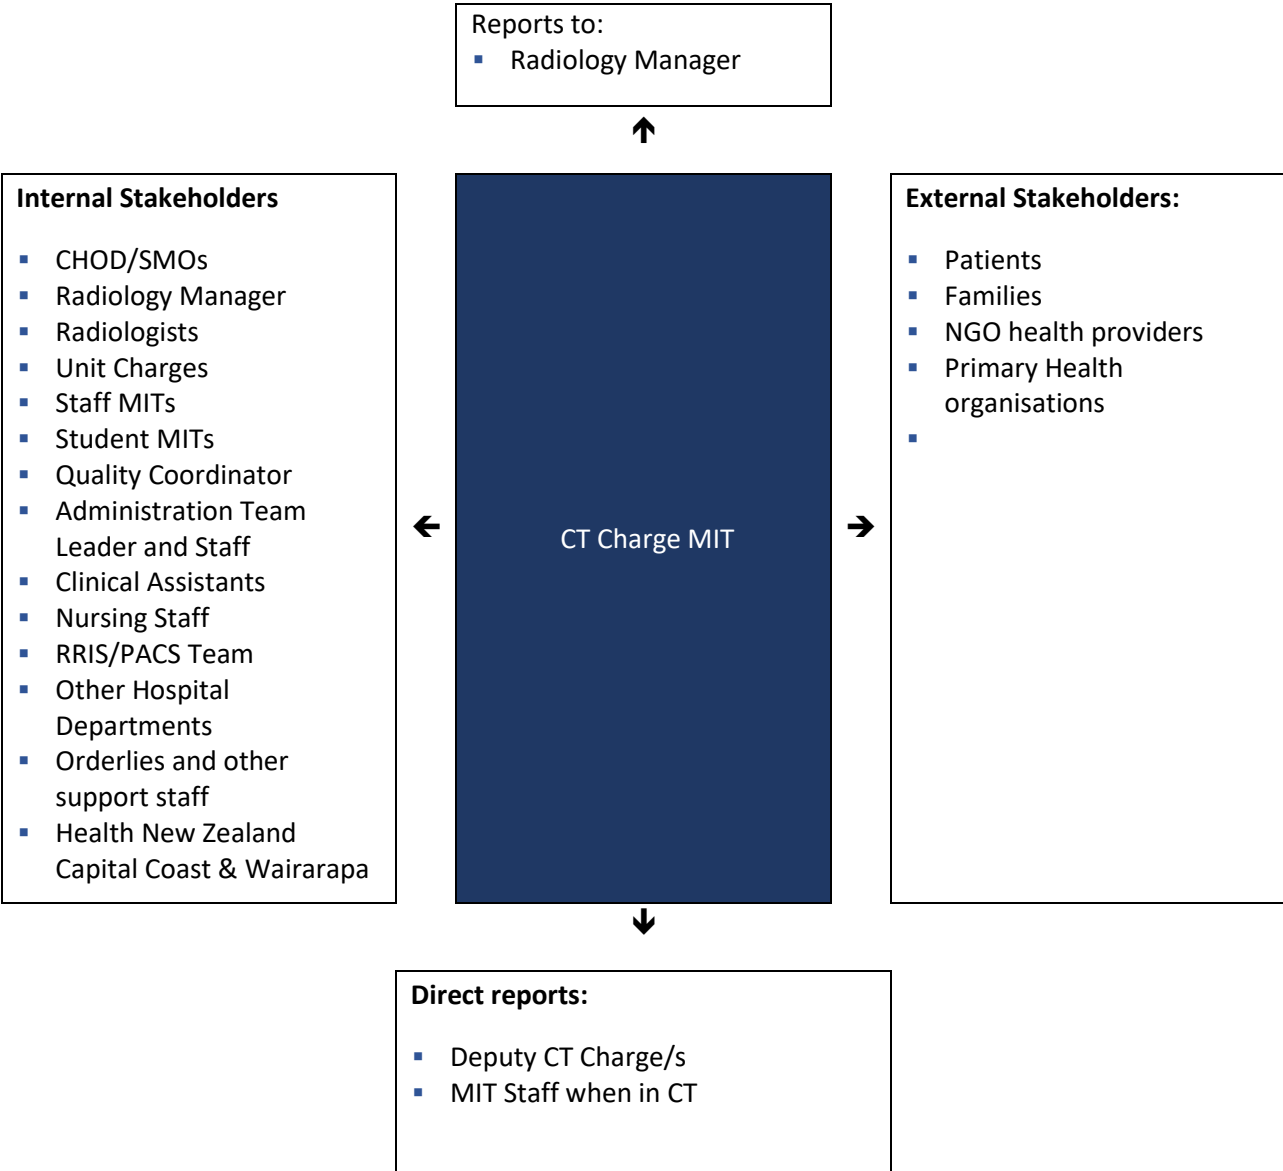 Reports to:
▪ Radiology Manager
Internal Stakeholders
▪ CHOD/SMOs
▪ Radiology Manager
▪ Radiologists
▪ Unit Charges
▪ Staff MITs
▪ Student MITs
▪ Quality Coordinator
▪ Administration Team
Leader and Staff
▪ Clinical Assistants
▪ Nursing Staff
▪ RRIS/PACS Team
▪ Other Hospital
Departments
▪ Orderlies and other
support staff
▪ Health New Zealand
Capital Coast & Wairarapa
CT Charge MIT
External Stakeholders:
▪ Patients
▪ Families
▪ NGO health providers
▪ Primary Health
organisations
▪
Direct reports:
▪ Deputy CT Charge/s
▪ MIT Staff when in CT